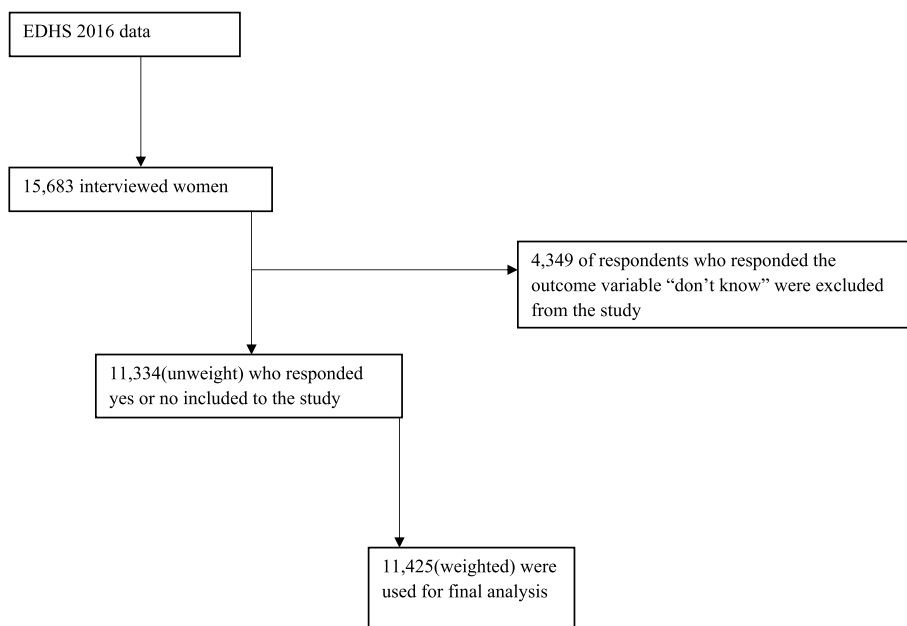 EDHS 2016 data
15,683 interviewed women
4,349 of respondents who responded the
outcome variable “don’t know” were excluded
from the study
11,334(unweight) who responded
yes or no included to the study
11,425(weighted) were
used for final analysis